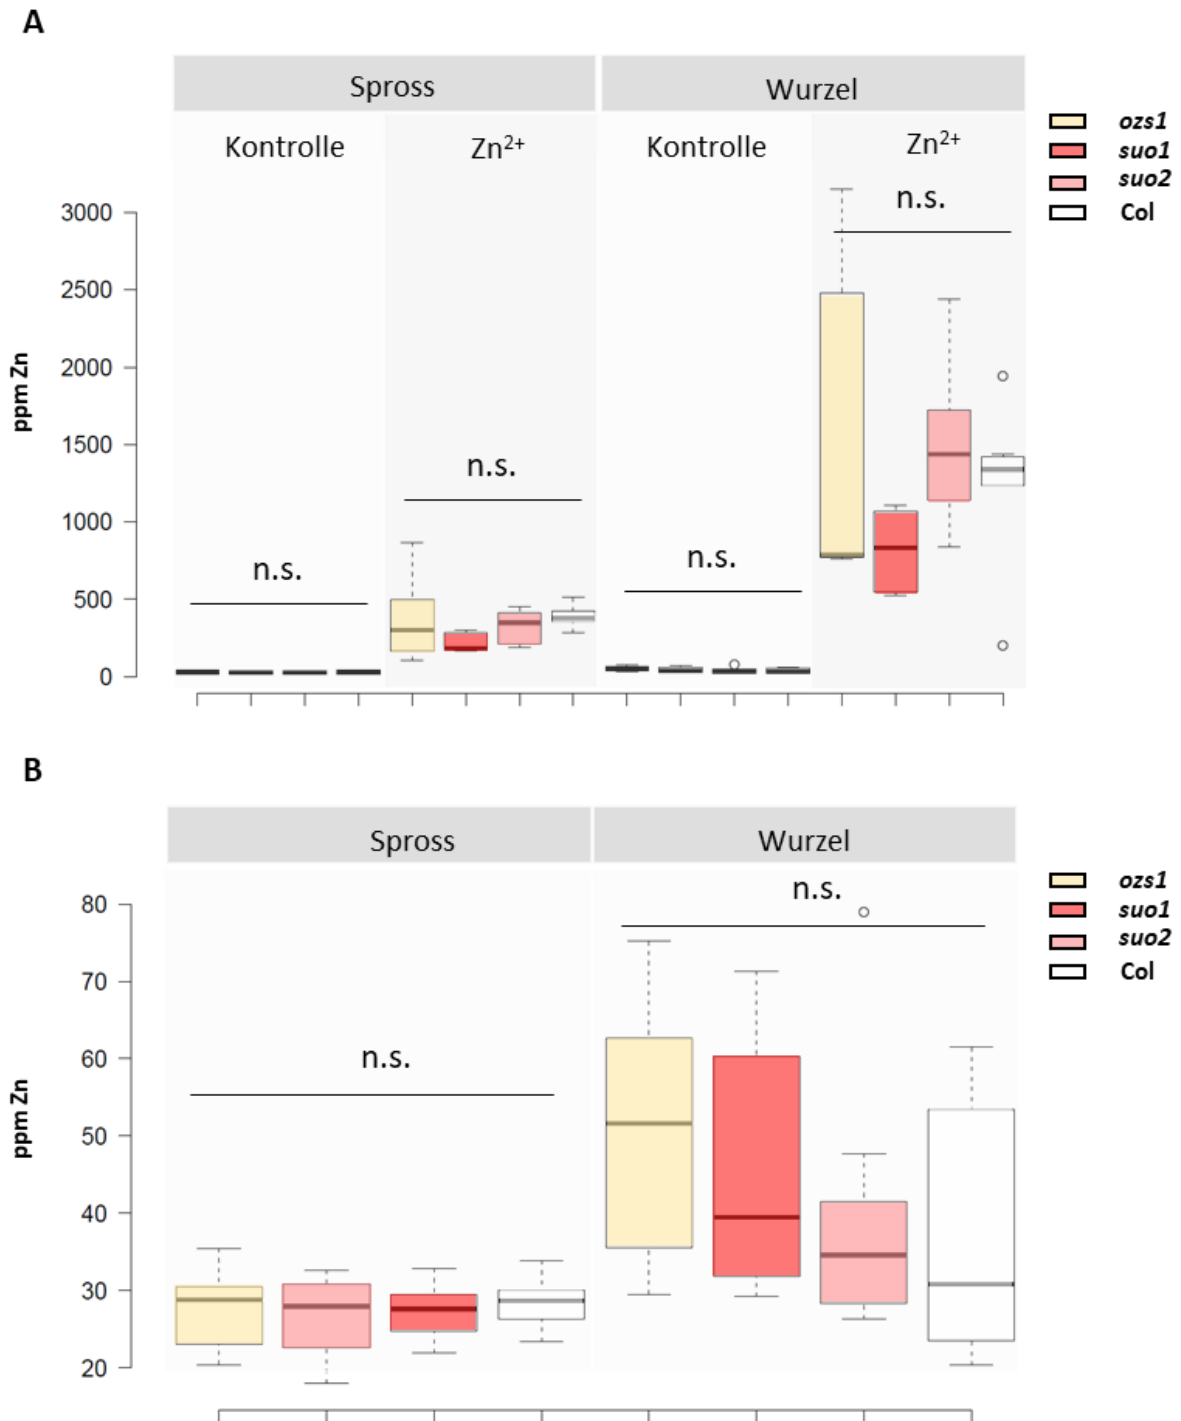 A
Spross
Wurzel
Kontrolle
Zn2+
Kontrolle
Zn2+
ozs1
suo1
suo2
Col
ppm Zn
3000
2500
2000
1500
1000
500
0
n.s.
n.s.
n.s.
n.s.
B
Spross
Wurzel
ozs1
suo1
suo2
Col
ppm Zn
80
70
60
50
40
30
20
n.s.
n.s.